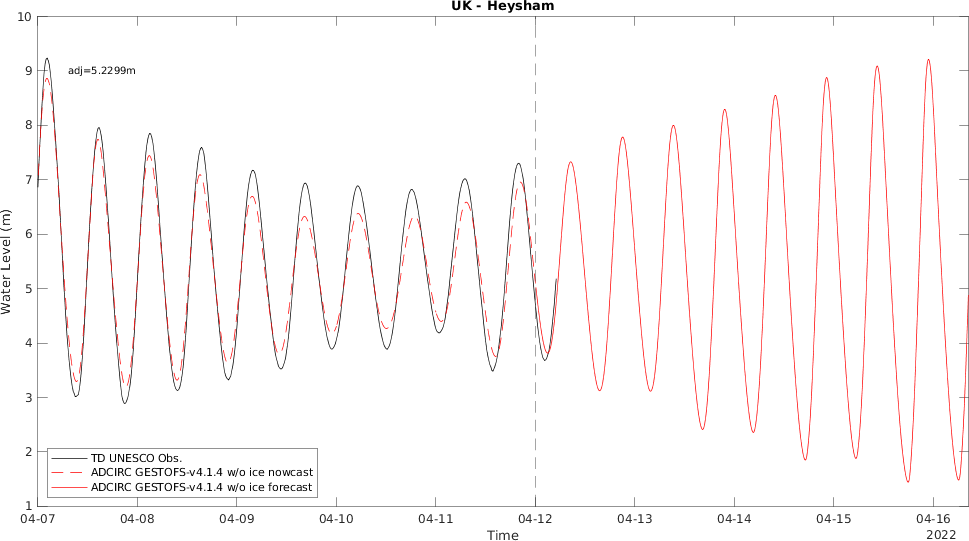 UK - Heysham
10
9
8
7
6
5
4
3
2
1
Water Level (m)
adj=5.2299m
TD UNESCO Obs.
ADCIRC GESTOFS-v4.1.4 w/o ice nowcast
ADCIRC GESTOFS-v4.1.4 w/o ice forecast
04-07 04-08 04-09 04-10 04-11 04-12 04-13 04-14 04-15 04-16
Time
2022